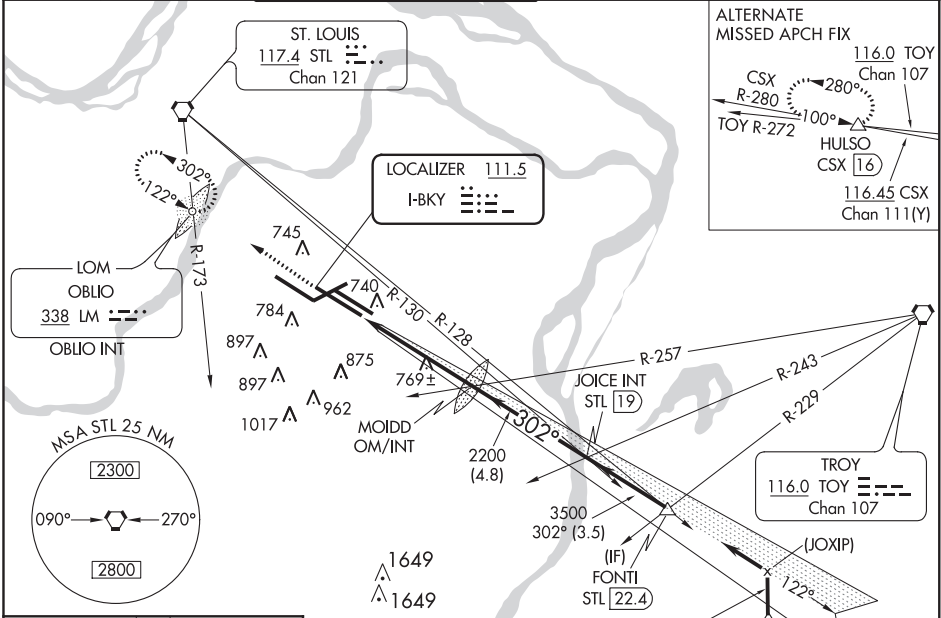 ST. LOUIS
117.4 STL
Chan 121
ALTERNATE
MISSED APCH FIX
116.0 TOY
Chan 107
CSX
R-280
280°
100°
TOY R-272
HULSO
CSX 16
116.45 CSX
Chan 111(Y)
LOCALIZER 111.5
I-BKY
302°
122°
R-173
LOM
OBLIO
338 LM
OBLIO INT
745
740
784
897
897
875
962
1017
769±
R-130
R-128
R-257
R-243
R-229
JOICE INT
STL 19
MOIDD
OM/INT
302°
2200
(4.8)
3500
302° (3.5)
(IF)
FONTI
STL 22.4
TROY
116.0 TOY
Chan 107
(JOXIP)
122°
MSA STL 25 NM
2300
090°
270°
2800
1649
1649